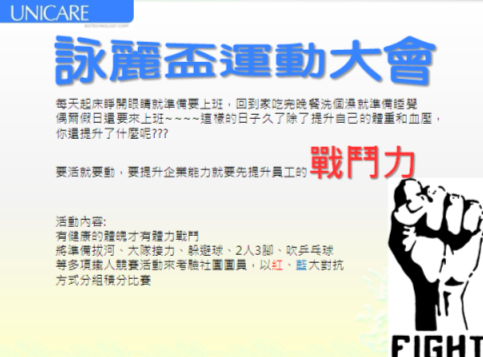 UNICARE
詠麗盃運動大會
每天起床睜開眼睛就準備要上班，回到家吃完晚餐洗個澡就準備睡覺
偶爾假日還要來上班~~~~這樣的日子久了除了提升自己的體重和血壓，
你還提升了什麼呢???
要活就要動，要提升企業能力就要先提升員工的戰鬥力
活動內容:
有健康的體魄才有體力戰鬥
將準備拔河、大隊接力、躲避球、2人3腳、吹乒乓球
等多項團人競賽活動來考驗社團團員，以紅、藍大對抗
方式分組積分比賽
FIGHT